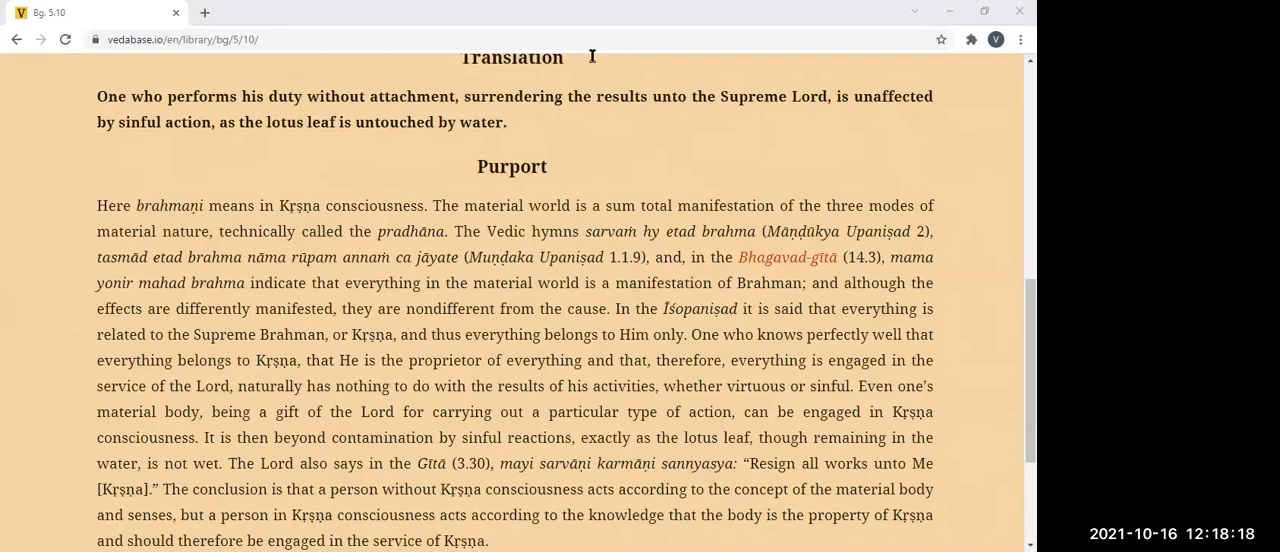 Bg. 5.10
vedabase.io/en/library/bg/5/10/
V
Translation
One who performs his duty without attachment, surrendering the results unto the Supreme Lord, is unaffected
by sinful action, as the lotus leaf is untouched by water.
Purport
Here brahmaṇi means in Kṛṣṇa consciousness. The material world is a sum total manifestation of the three modes of
material nature, technically called the pradhāna. The Vedic hymns sarvaṁ hy etad brahma (Māṇḍūkya Upaniṣad 2),
tasmād etad brahma nāma rūpam annaṁ ca jāyate (Muṇḍaka Upaniṣad 1.1.9), and, in the Bhagavad-gītā (14.3), mama
yonir mahad brahma indicate that everything in the material world is a manifestation of Brahman; and although the
effects are differently manifested, they are nondifferent from the cause. In the Īśopaniṣad it is said that everything is
related to the Supreme Brahman, or Kṛṣṇa, and thus everything belongs to Him only. One who knows perfectly well that
everything belongs to Kṛṣṇa, that He is the proprietor of everything and that, therefore, everything is engaged in the
service of the Lord, naturally has nothing to do with the results of his activities, whether virtuous or sinful. Even one’s
material body, being a gift of the Lord for carrying out a particular type of action, can be engaged in Kṛṣṇa
consciousness. It is then beyond contamination by sinful reactions, exactly as the lotus leaf, though remaining in the
water, is not wet. The Lord also says in the Gītā (3.30), mayi sarvāṇi karmāṇi sannyasya: “Resign all works unto Me
[Kṛṣṇa].” The conclusion is that a person without Kṛṣṇa consciousness acts according to the concept of the material body
and senses, but a person in Kṛṣṇa consciousness acts according to the knowledge that the body is the property of Kṛṣṇa
and should therefore be engaged in the service of Kṛṣṇa.
2021-10-16 12:18:18